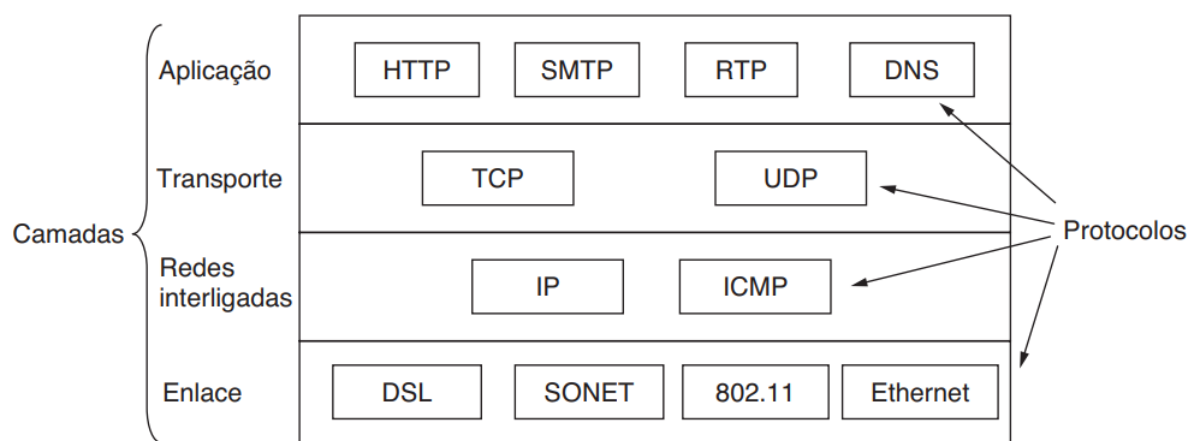 Aplicação HTTP SMTP RTP DNS
Transporte TCP UDP
Camadas Protocolos
Redes
interligadas IP ICMP
Enlace DSL SONET 802.11 Ethernet